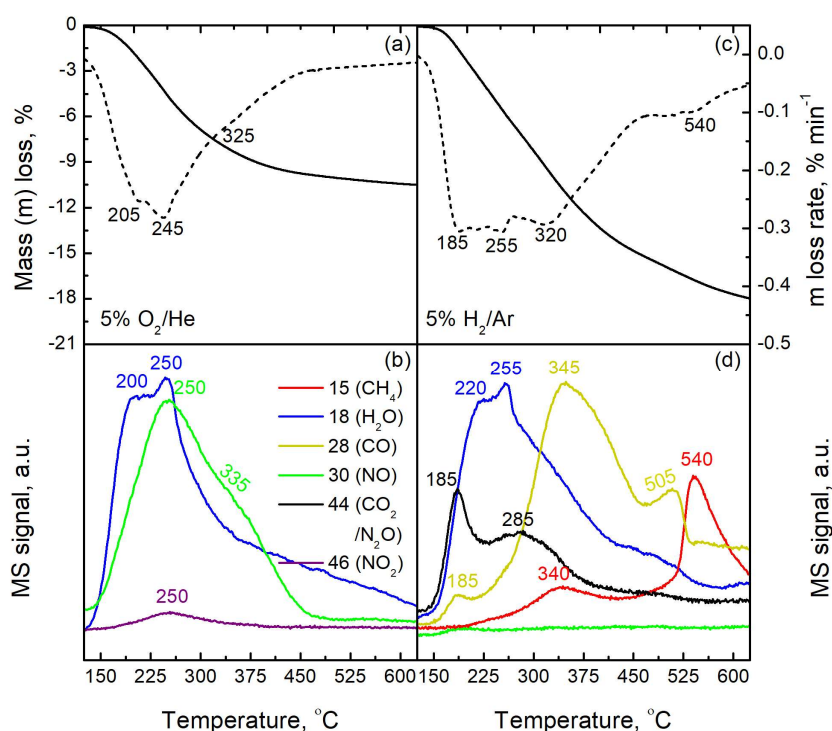 Mass (m) loss, %
0
-3
-6
-9
-12
-15
-18
-21
(a)
325
205
245
5% O₂/He
(c)
540
185
255
320
5% H₂/Ar
0.0
-0.1
-0.2
-0.3
-0.4
-0.5
m loss rate, % min⁻¹
MS signal, a.u.
(b)
200
250
250
335
250
15 (CH₄)
18 (H₂O)
28 (CO)
30 (NO)
44 (CO₂
/N₂O)
46 (NO₂)
150 225 300 375 450 525 600
Temperature, °C
(d)
220
255
345
540
505
185
285
185
340
MS signal, a.u.
150 225 300 375 450 525 600
Temperature, °C